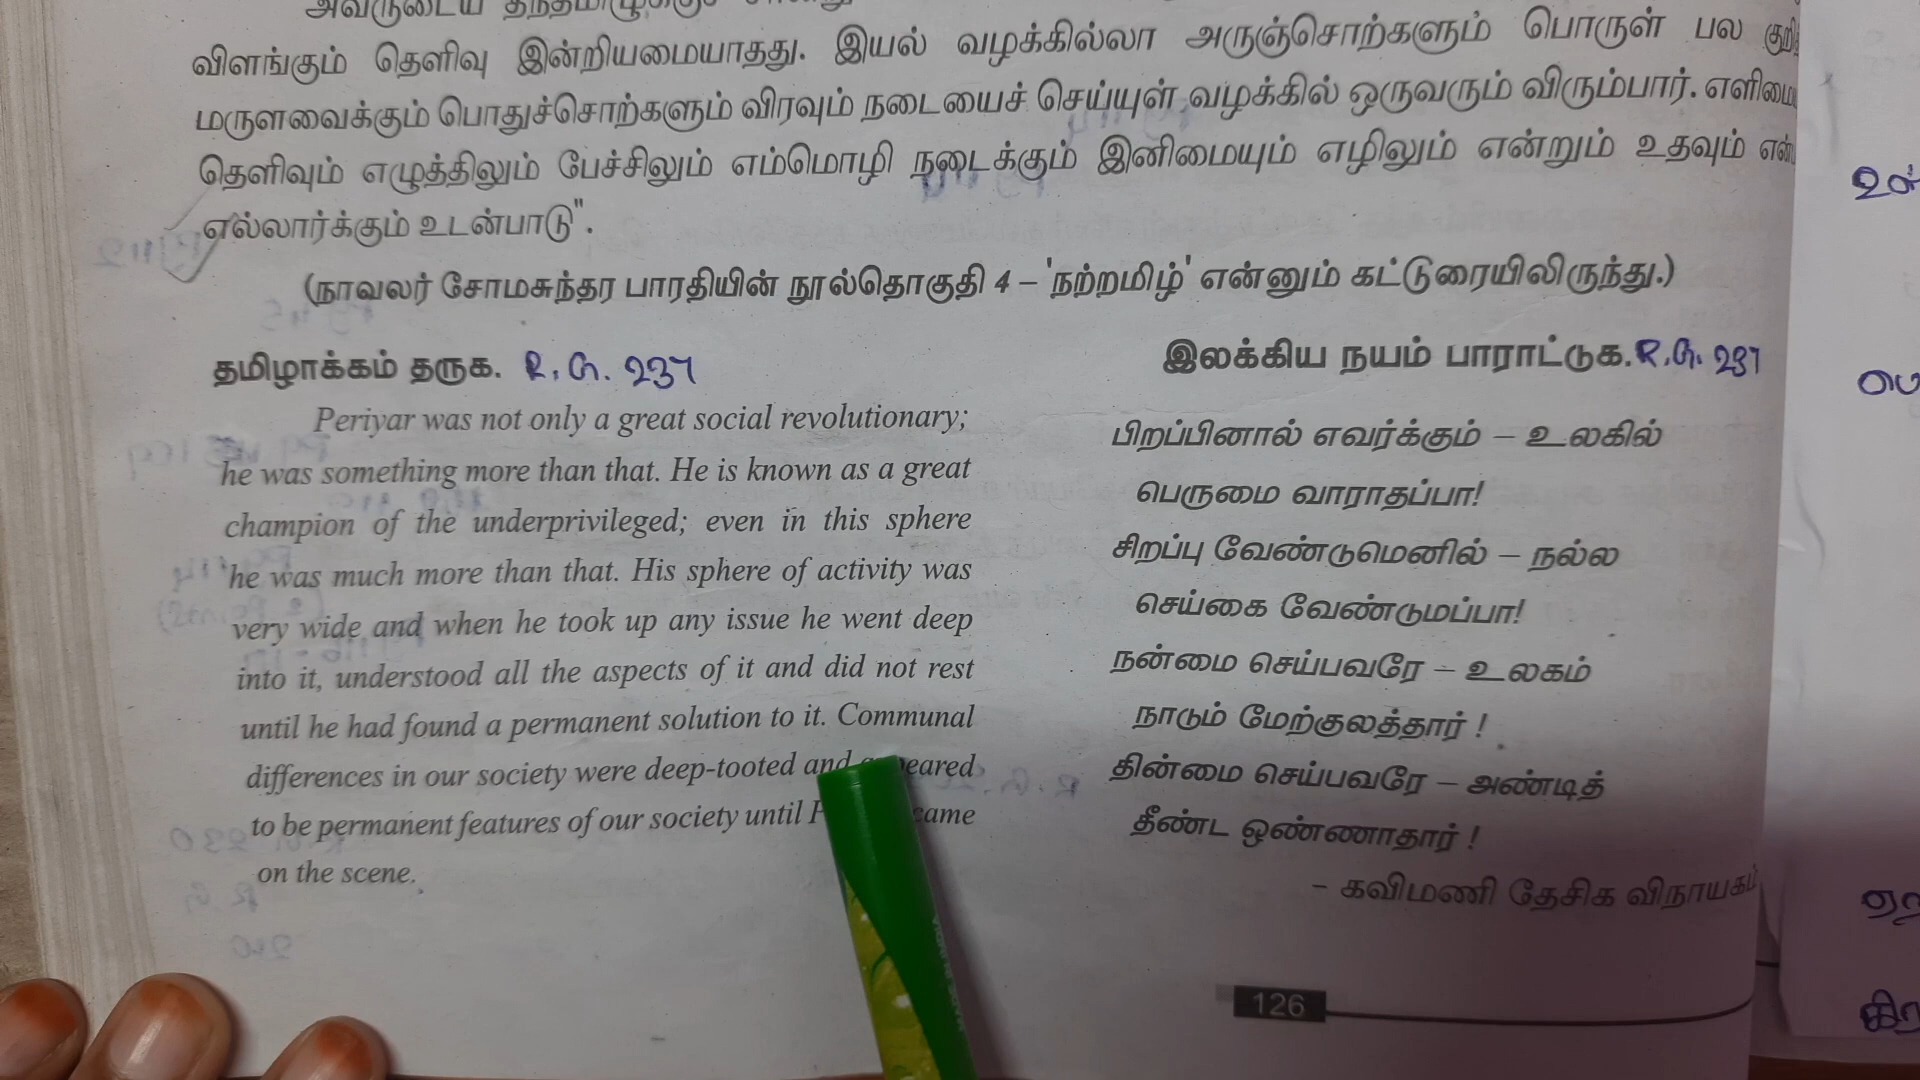 விளங்கும் தெளிவு இன்றியமையாதது. இயல் வழக்கில்லா அருஞ்சொற்களும் பொருள் பல
மருளவைக்கும் பொதுச்சொற்களும் விரவும் நடையைச் செய்யுள் வழக்கில் ஒருவரும் விரும்பார். எளிமை
தெளிவும் எழுத்திலும் பேச்சிலும் எம்மொழி நடைக்கும் இனிமையும் எழிலும் என்றும் உதவும்
எல்லார்க்கும் உடன்பாடு".
(நாவலர் சோமசுந்தர பாரதியின் நூல்தொகுதி 4 – 'நற்றமிழ்' என்னும் கட்டுரையிலிருந்து.)
தமிழாக்கம் தருக. R. G. 237
Periyar was not only a great social revolutionary;
he was something more than that. He is known as a great
champion of the underprivileged; even in this sphere
he was much more than that. His sphere of activity was
very wide and when he took up any issue he went deep
into it, understood all the aspects of it and did not rest
until he had found a permanent solution to it. Communal
differences in our society were deep-tooted and
to be permanent features of our society until
on the scene.
இலக்கிய நயம் பாராட்டுக. R. G. 237
பிறப்பினால் எவர்க்கும் – உலகில்
பெருமை வாராதப்பா!
சிறப்பு வேண்டுமெனில் – நல்ல
செய்கை வேண்டுமப்பா!
நன்மை செய்பவரே – உலகம்
நாடும் மேற்குலத்தார் !
தின்மை செய்பவரே – அண்டித்
தீண்ட ஒண்ணாதார் !
– கவிமணி தேசிக விநாயகம்
126